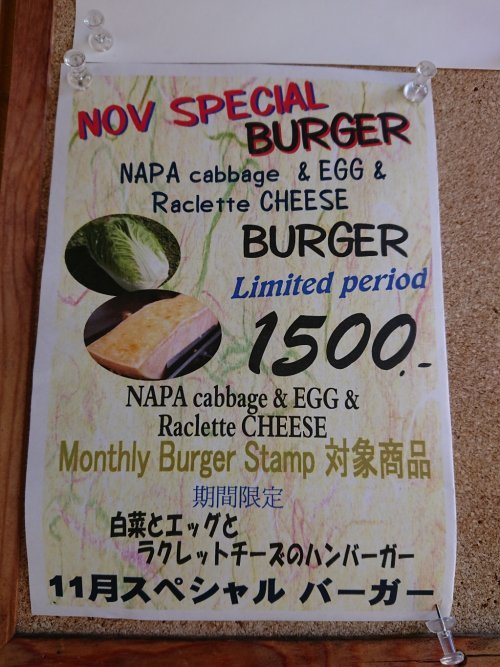 NOV SPECIAL
BURGER
NAPA cabbage & EGG &
Raclette CHEESE
BURGER
Limited period
1500.-
NAPA cabbage & EGG &
Raclette CHEESE
Monthly Burger Stamp 対象商品
期間限定
白菜とエッグと
ラクレットチーズのハンバーガー
11月スペシャル バーガー